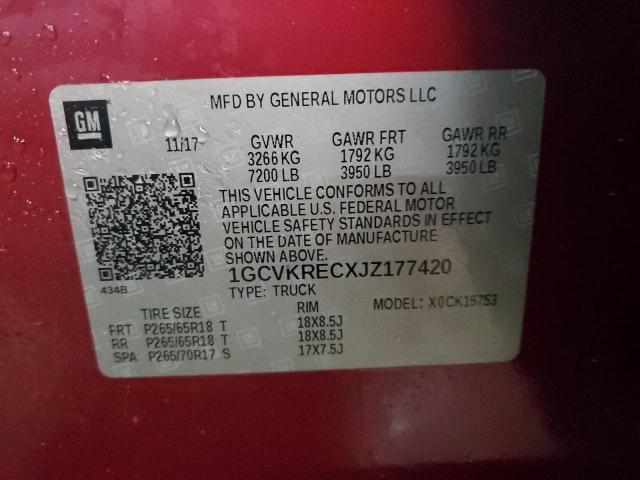 MFD BY GENERAL MOTORS LLC
GM
11/17 GVWR GAWR FRT GAWR RR
3266 KG 1792 KG 1792 KG
7200 LB 3950 LB 3950 LB
THIS VEHICLE CONFORMS TO ALL
APPLICABLE U.S. FEDERAL MOTOR
VEHICLE SAFETY STANDARDS IN EFFECT
ON THE DATE OF MANUFACTURE
SHOWN ABOVE.
434B 1GCVKRECXJZ177420
TYPE: TRUCK MODEL: X0CK15753
TIRE SIZE RIM
FRT P265/65R18 T 18X8.5J
RR P265/65R18 T 18X8.5J
SPA P265/70R17 S 17X7.5J